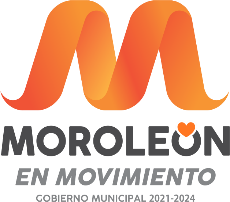 MOROLEÓN
EN MOVIMIENTO
GOBIERNO MUNICIPAL 2021-2024